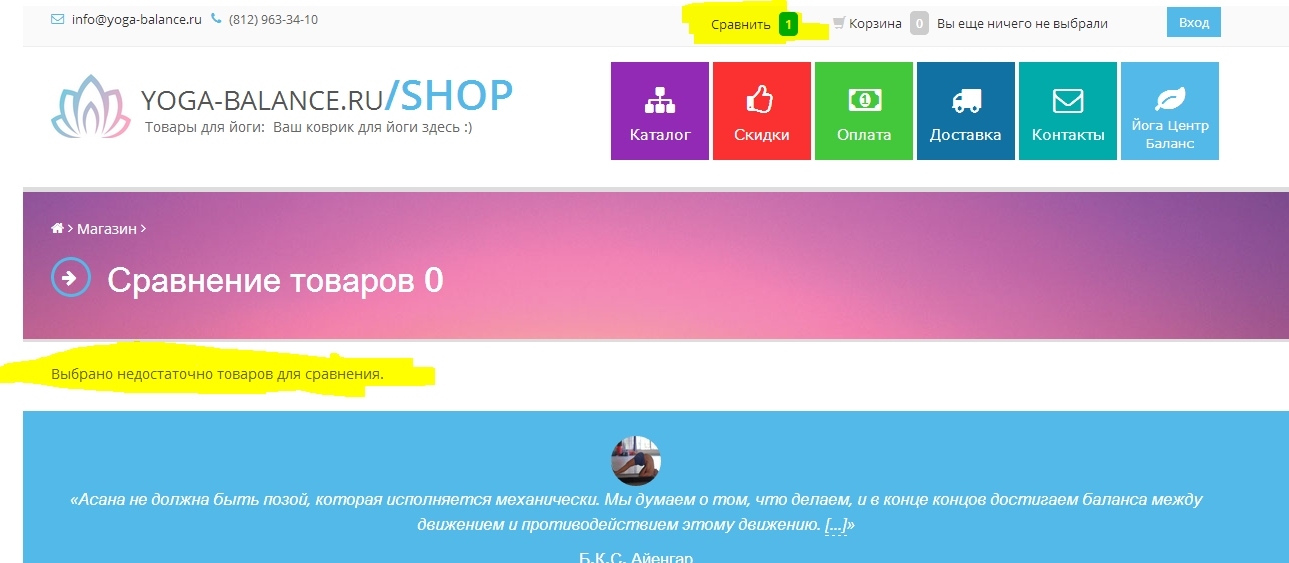 info@yoga-balance.ru (812) 963-34-10 Сравнить 1 Корзина 0 Вы еще ничего не выбрали Вход
YOGA-BALANCE.RU/SHOP
Товары для йоги: Ваш коврик для йоги здесь :)
Каталог Скидки Оплата Доставка Контакты Йога Центр
Баланс
Магазин
Сравнение товаров 0
Выбрано недостаточно товаров для сравнения.
«Асана не должна быть позой, которая исполняется механически. Мы думаем о том, что делаем, и в конце концов достигаем баланса между
движением и противодействием этому движению. [...]»
Б.К.С. Айенгар